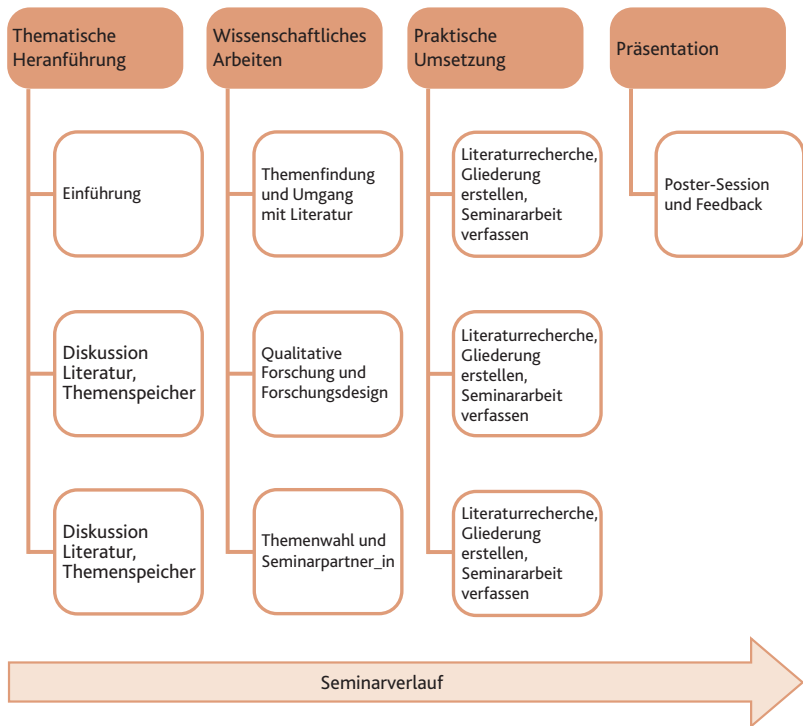 Thematische
Heranführung
Einführung
Diskussion
Literatur,
Themenspeicher
Diskussion
Literatur,
Themenspeicher
Wissenschaftliches
Arbeiten
Themenfindung
und Umgang
mit Literatur
Qualitative
Forschung und
Forschungsdesign
Themenwahl und
Seminarpartner_in
Praktische
Umsetzung
Literaturrecherche,
Gliederung
erstellen,
Seminararbeit
verfassen
Literaturrecherche,
Gliederung
erstellen,
Seminararbeit
verfassen
Literaturrecherche,
Gliederung
erstellen,
Seminararbeit
verfassen
Präsentation
Poster-Session
und Feedback
Seminarverlauf